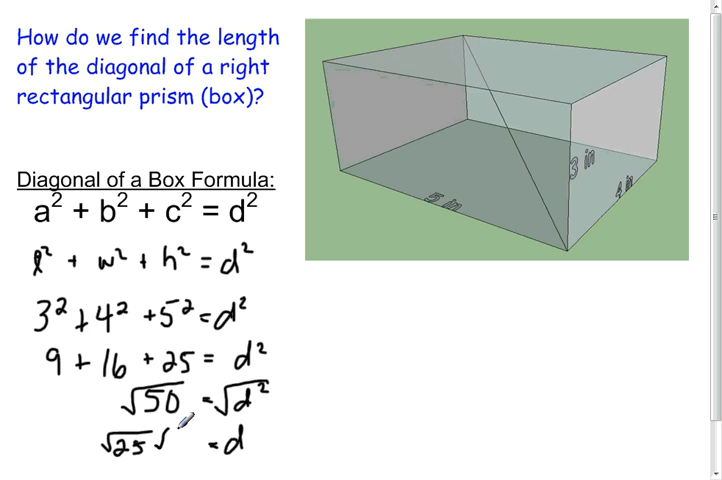 How do we find the length
of the diagonal of a right
rectangular prism (box)?
Diagonal of a Box Formula:
a² + b² + c² = d²
l² + w² + h² = d²
3² + 4² + 5² = d²
9 + 16 + 25 = d²
√50 = √d²
√25 √ = d
3 in
4 in
5 in